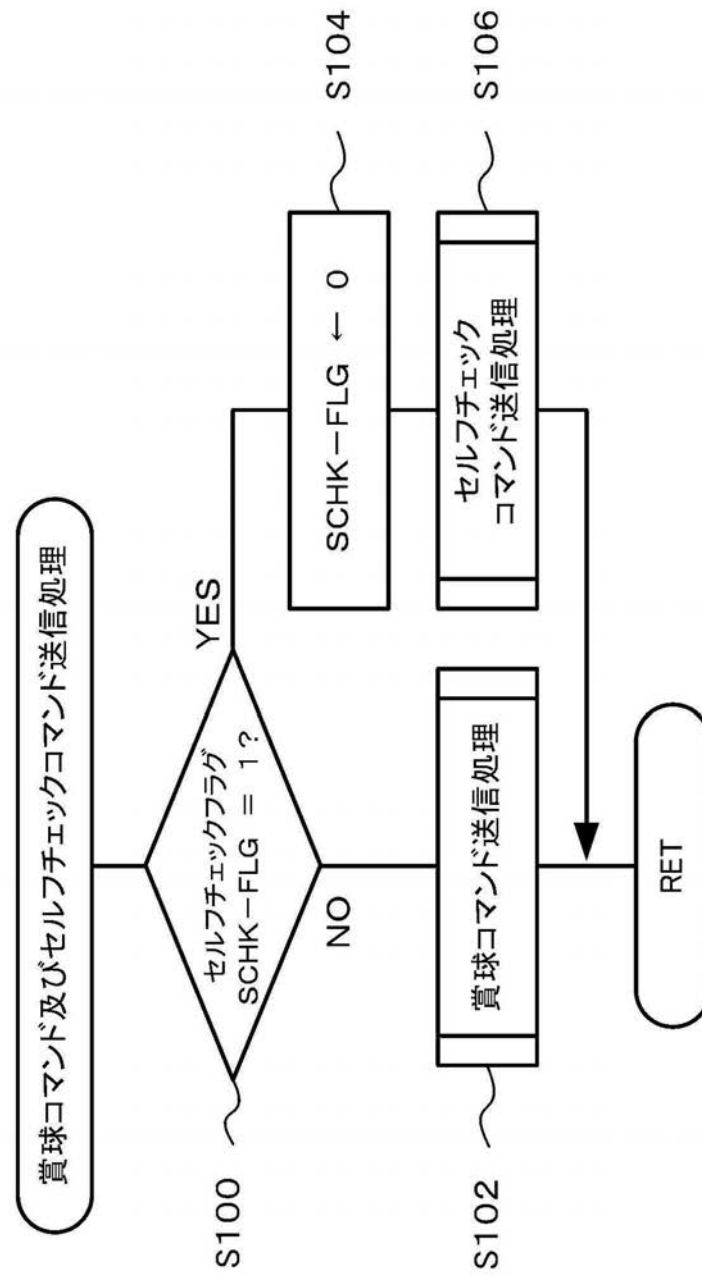 賞球コマンド及びセルフチェックコマンド送信処理
S100
セルフチェックフラグ
SCHK－FLG ＝ 1？
YES
NO
SCHK－FLG ← 0
S104
S102
賞球コマンド送信処理
セルフチェック
コマンド送信処理
S106
RET